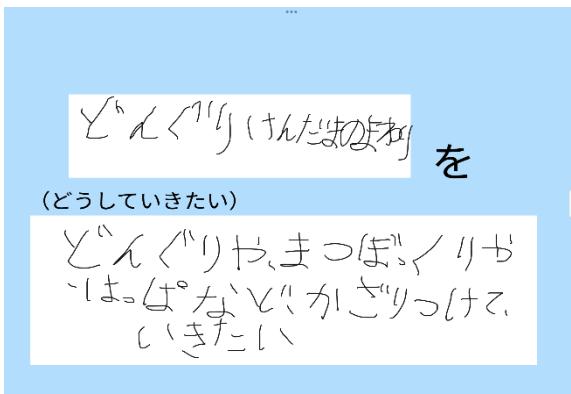 どんぐりけんだまのまわり
を
(どうしていきたい)
どんぐりや、まつぼっくりや
はっぱなど、かざりつけて、
いきたい